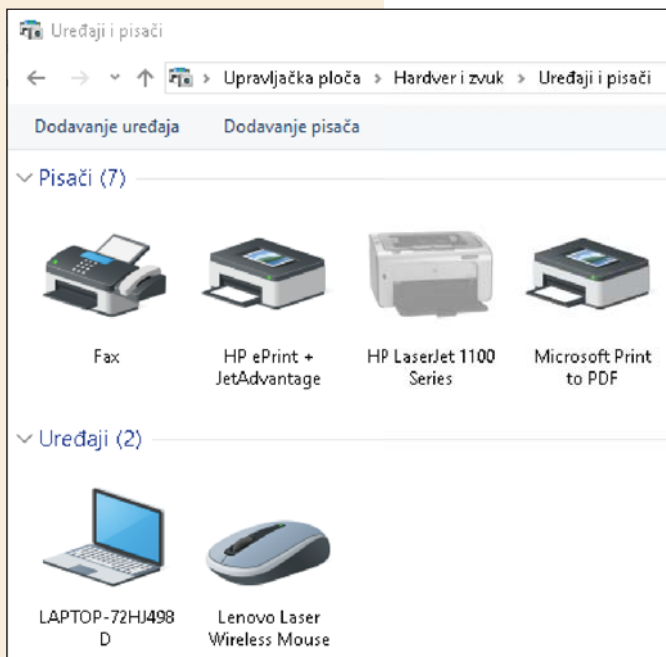 Uređaji i pisači
Upravljačka ploča > Hardver i zvuk > Uređaji i pisači
Dodavanje uređaja Dodavanje pisača
Pisači (7)
Fax
HP ePrint +
JetAdvantage
HP LaserJet 1100
Series
Microsoft Print
to PDF
Uređaji (2)
LAPTOP-72HJ498
D
Lenovo Laser
Wireless Mouse